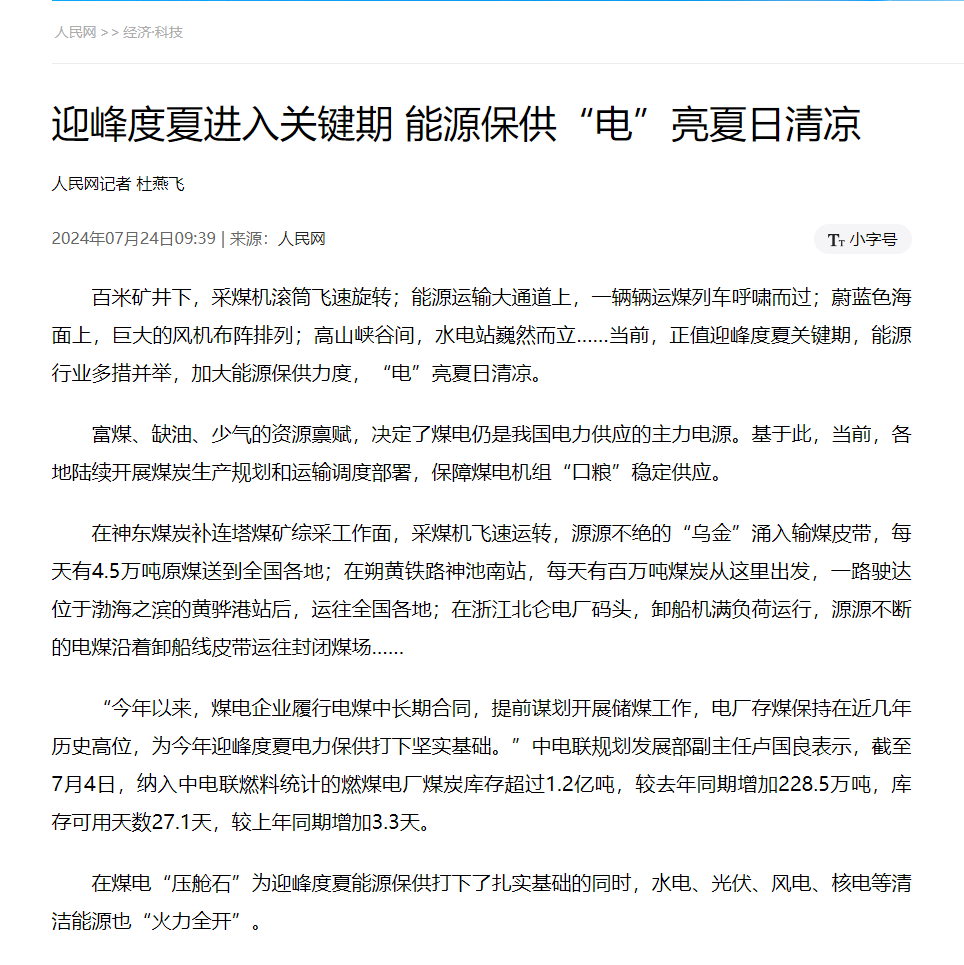 人民网 >> 经济·科技
迎峰度夏进入关键期 能源保供“电”亮夏日清凉
人民网记者 杜燕飞
2024年07月24日09:39 | 来源：人民网
TT 小字号
百米矿井下，采煤机滚筒飞速旋转；能源运输大通道上，一辆辆运煤列车呼啸而过；蔚蓝色海
面上，巨大的风机布阵排列；高山峡谷间，水电站巍然而立……当前，正值迎峰度夏关键期，能源
行业多措并举，加大能源保供力度，“电”亮夏日清凉。
富煤、缺油、少气的资源禀赋，决定了煤电仍是我国电力供应的主力电源。基于此，当前，各
地陆续开展煤炭生产规划和运输调度部署，保障煤电机组“口粮”稳定供应。
在神东煤炭补连塔煤矿综采工作面，采煤机飞速运转，源源不绝的“乌金”涌入输煤皮带，每
天有4.5万吨原煤送到全国各地；在朔黄铁路神池南站，每天有百万吨煤炭从这里出发，一路驶达
位于渤海之滨的黄骅港站后，运往全国各地；在浙江北仑电厂码头，卸船机满负荷运行，源源不断
的电煤沿着卸船线皮带运往封闭煤场……
“今年以来，煤电企业履行电煤中长期合同，提前谋划开展储煤工作，电厂存煤保持在近几年
历史高位，为今年迎峰度夏电力保供打下坚实基础。”中电联规划发展部副主任卢国良表示，截至
7月4日，纳入中电联燃料统计的燃煤电厂煤炭库存超过1.2亿吨，较去年同期增加228.5万吨，库
存可用天数27.1天，较上年同期增加3.3天。
在煤电“压舱石”为迎峰度夏能源保供打下了扎实基础的同时，水电、光伏、风电、核电等清
洁能源也“火力全开”。